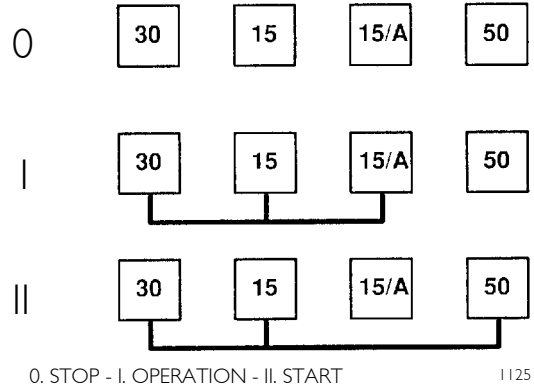 0 30 15 15/A 50
I 30 15 15/A 50
II 30 15 15/A 50
0. STOP - I. OPERATION - II. START 1125